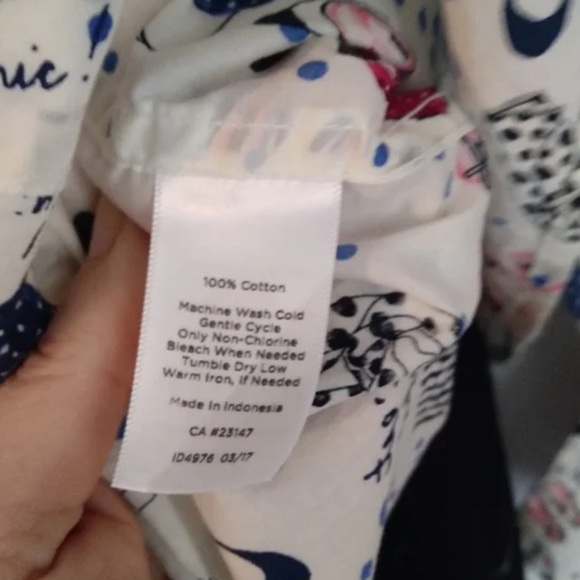 100% Cotton
Machine Wash Cold
Gentle Cycle
Only Non-Chlorine
Bleach When Needed
Tumble Dry Low
Warm Iron, If Needed
Made in Indonesia
CA #23147
ID4976 03/17